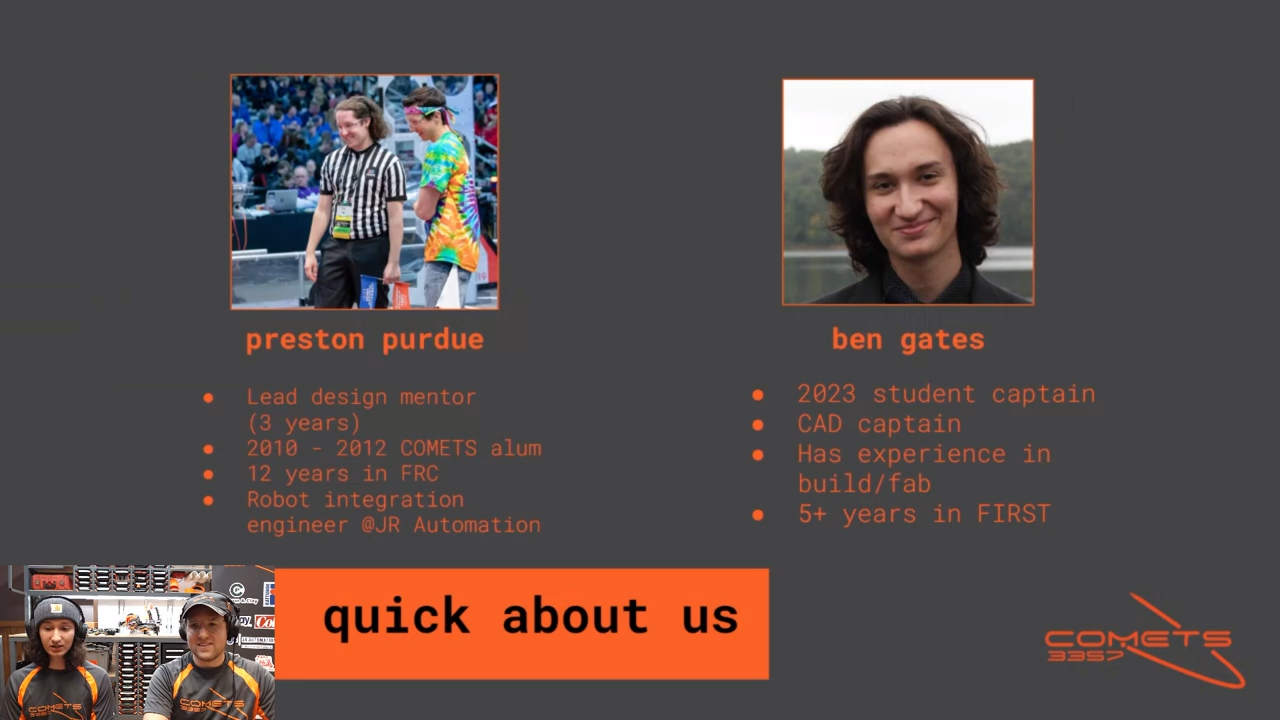 preston purdue
Lead design mentor
(3 years)
2010 - 2012 COMETS alum
12 years in FRC
Robot integration
engineer @JR Automation
ben gates
2023 student captain
CAD captain
Has experience in
build/fab
5+ years in FIRST
quick about us
COMETS
3357
COMETS
COMETS